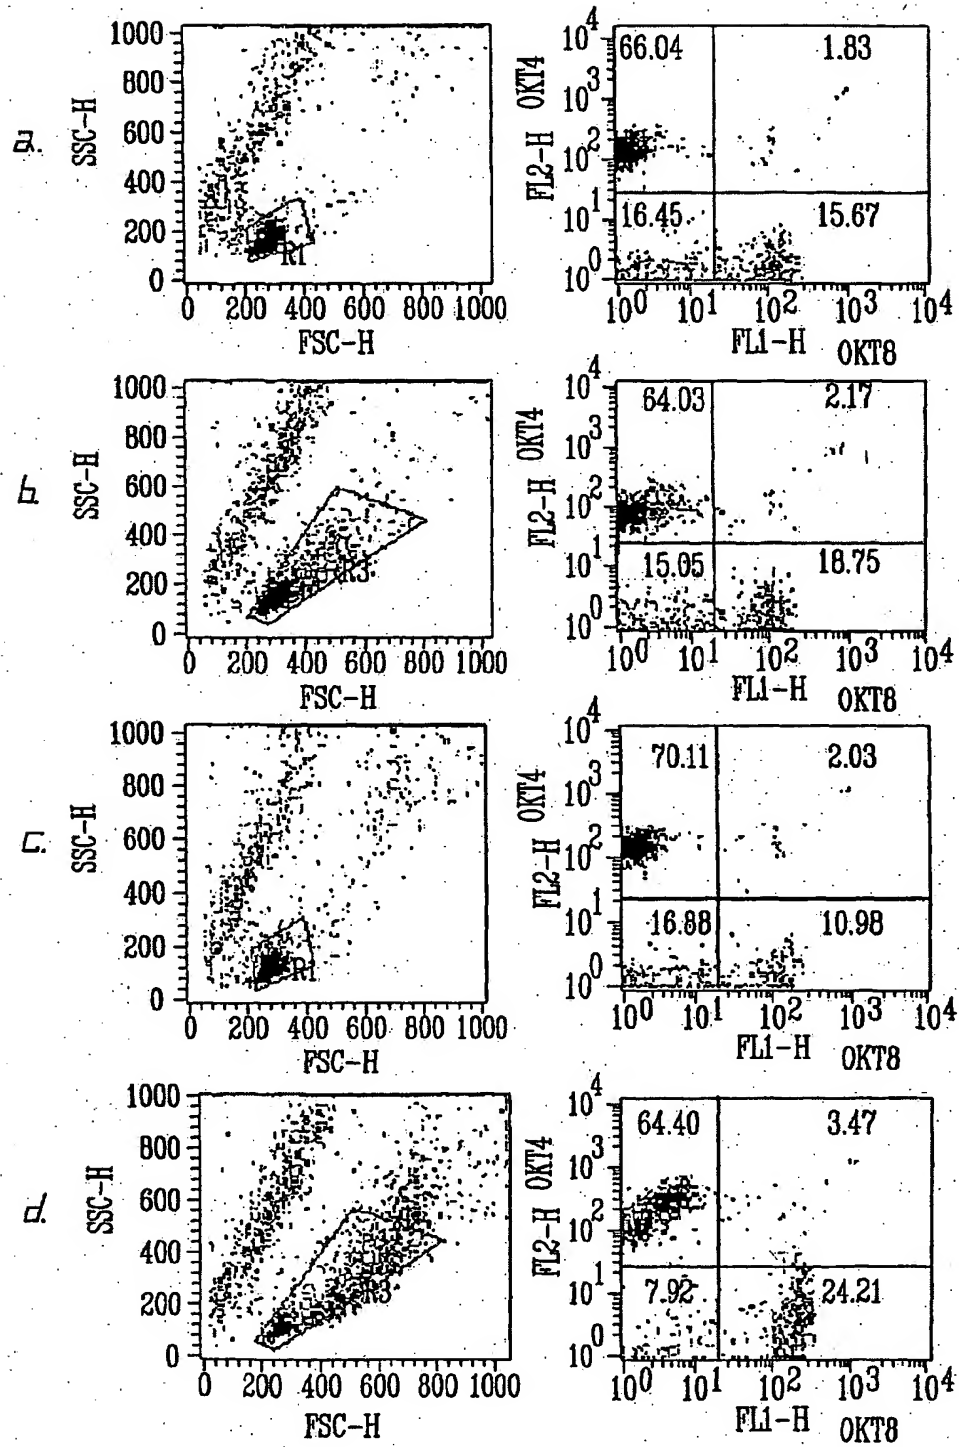 a.
1000
800
600
400
200
0
SSC-H
R1
0 200 400 600 800 1000
FSC-H
10^4
10^3
10^2
10^1
10^0
FL2-H OKT4
66.04 1.83
16.45 15.67
10^0 10^1 10^2 10^3 10^4
FL1-H OKT8
b.
1000
800
600
400
200
0
SSC-H
R3
0 200 400 600 800 1000
FSC-H
10^4
10^3
10^2
10^1
10^0
FL2-H OKT4
64.03 2.17
15.05 18.75
10^0 10^1 10^2 10^3 10^4
FL1-H OKT8
c.
1000
800
600
400
200
0
SSC-H
R1
0 200 400 600 800 1000
FSC-H
10^4
10^3
10^2
10^1
10^0
FL2-H OKT4
70.11 2.03
16.88 10.98
10^0 10^1 10^2 10^3 10^4
FL1-H OKT8
d.
1000
800
600
400
200
0
SSC-H
R3
0 200 400 600 800 1000
FSC-H
10^4
10^3
10^2
10^1
10^0
FL2-H OKT4
64.40 3.47
7.92 24.21
10^0 10^1 10^2 10^3 10^4
FL1-H OKT8